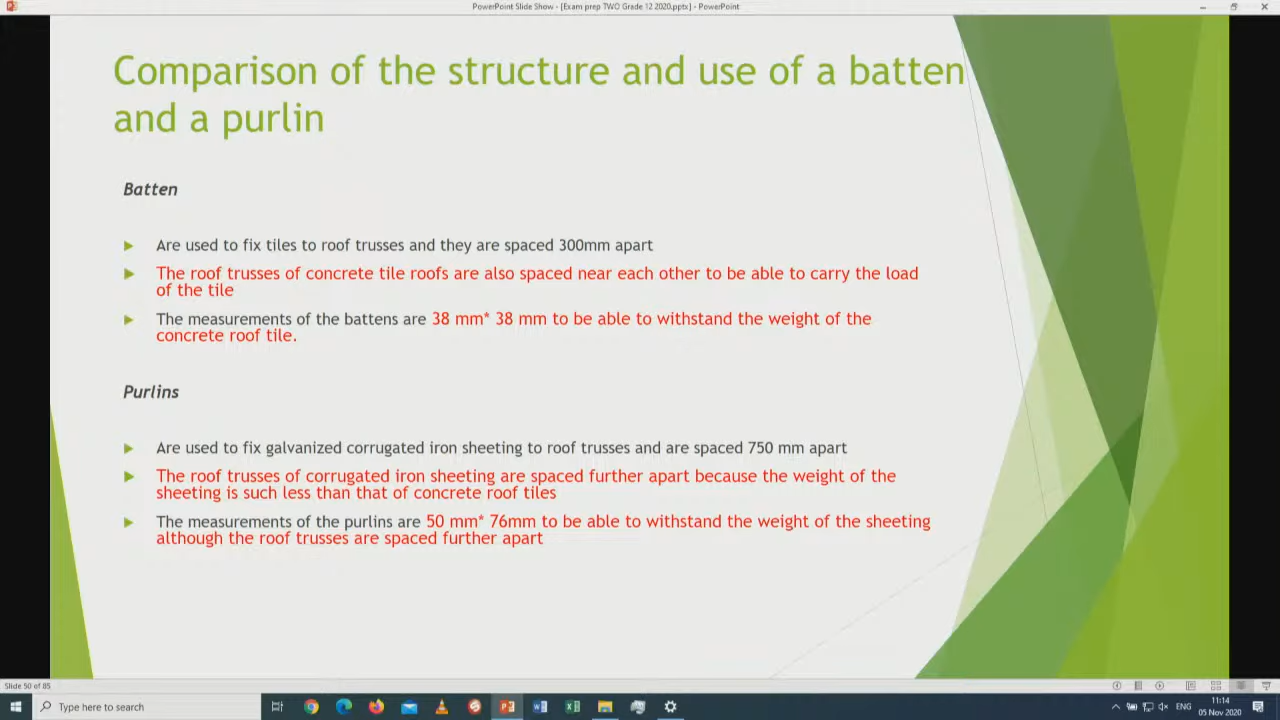 PowerPoint Slide Show - [Exam prep TWO Grade 12 2020.pptx] - PowerPoint
Comparison of the structure and use of a batten
and a purlin
Batten
Are used to fix tiles to roof trusses and they are spaced 300mm apart
The roof trusses of concrete tile roofs are also spaced near each other to be able to carry the load
of the tile
The measurements of the battens are 38 mm* 38 mm to be able to withstand the weight of the
concrete roof tile.
Purlins
Are used to fix galvanized corrugated iron sheeting to roof trusses and are spaced 750 mm apart
The roof trusses of corrugated iron sheeting are spaced further apart because the weight of the
sheeting is such less than that of concrete roof tiles
The measurements of the purlins are 50 mm* 76mm to be able to withstand the weight of the sheeting
although the roof trusses are spaced further apart
Slide 50 of 85
Type here to search
ENG
11:14
05 Nov 2020